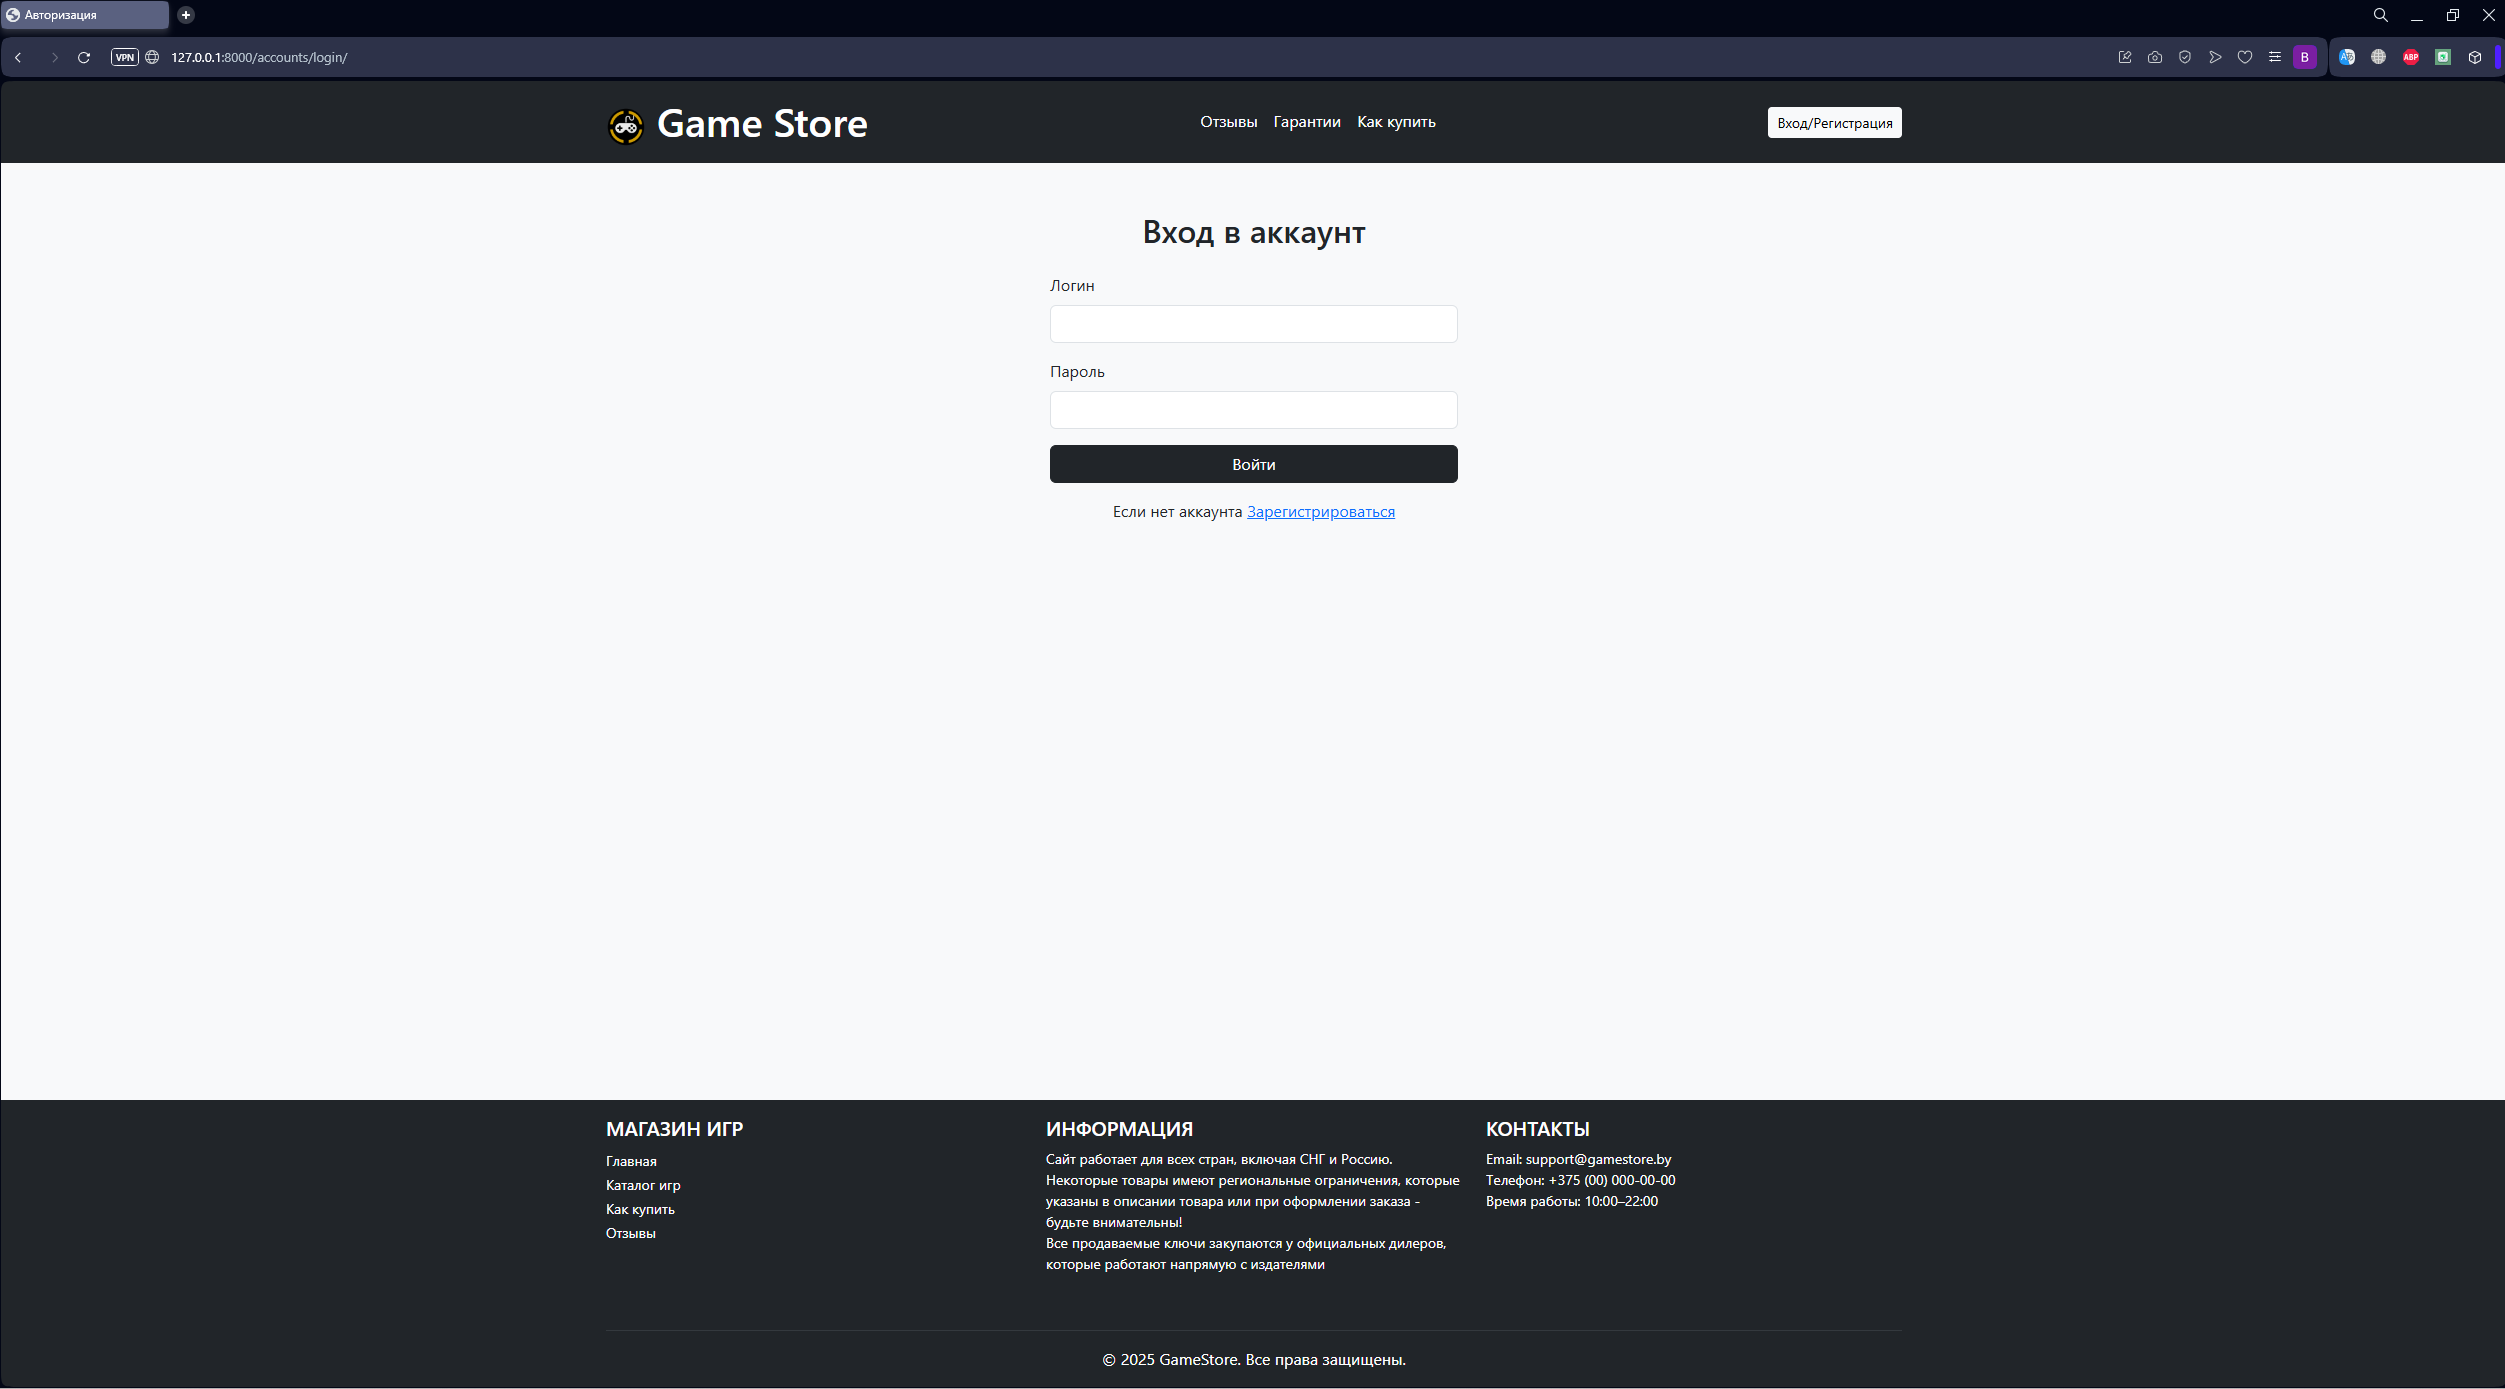 Авторизация
VPN 127.0.0.1:8000/accounts/login/
B
ABP
Game Store
Отзывы Гарантии Как купить
Вход/Регистрация
Вход в аккаунт
Логин
Пароль
Войти
Если нет аккаунта Зарегистрироваться
МАГАЗИН ИГР
Главная
Каталог игр
Как купить
Отзывы
ИНФОРМАЦИЯ
Сайт работает для всех стран, включая СНГ и Россию.
Некоторые товары имеют региональные ограничения, которые
указаны в описании товара или при оформлении заказа -
будьте внимательны!
Все продаваемые ключи закупаются у официальных дилеров,
которые работают напрямую с издателями
КОНТАКТЫ
Email: support@gamestore.by
Телефон: +375 (00) 000-00-00
Время работы: 10:00–22:00
© 2025 GameStore. Все права защищены.